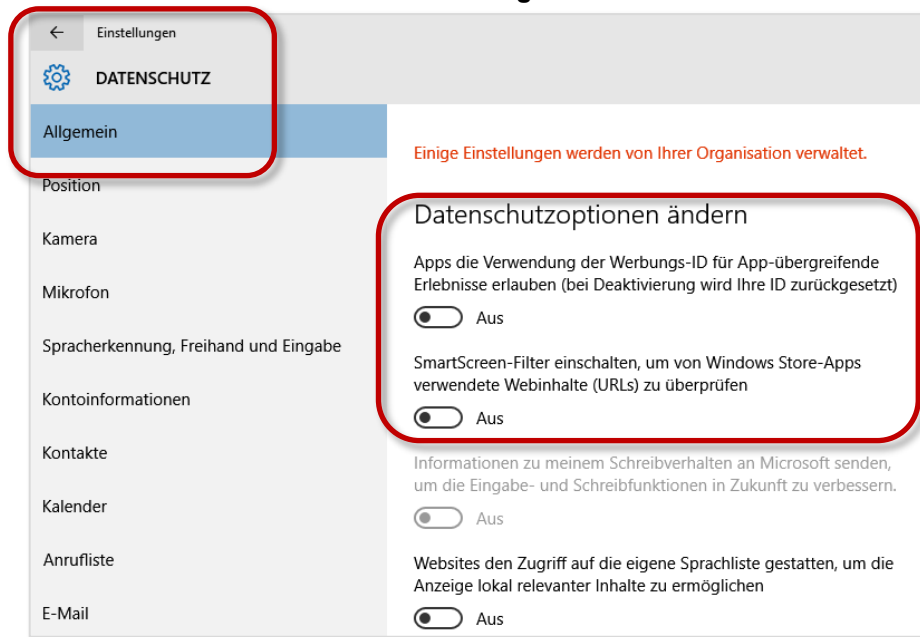 Einstellungen
DATENSCHUTZ
Allgemein
Position
Kamera
Mikrofon
Spracherkennung, Freihand und Eingabe
Kontoinformationen
Kontakte
Kalender
Anrufliste
E-Mail
Einige Einstellungen werden von Ihrer Organisation verwaltet.
Datenschutzoptionen ändern
Apps die Verwendung der Werbungs-ID für App-übergreifende
Erlebnisse erlauben (bei Deaktivierung wird Ihre ID zurückgesetzt)
Aus
SmartScreen-Filter einschalten, um von Windows Store-Apps
verwendete Webinhalte (URLs) zu überprüfen
Aus
Informationen zu meinem Schreibverhalten an Microsoft senden,
um die Eingabe- und Schreibfunktionen in Zukunft zu verbessern.
Aus
Websites den Zugriff auf die eigene Sprachliste gestatten, um die
Anzeige lokal relevanter Inhalte zu ermöglichen
Aus